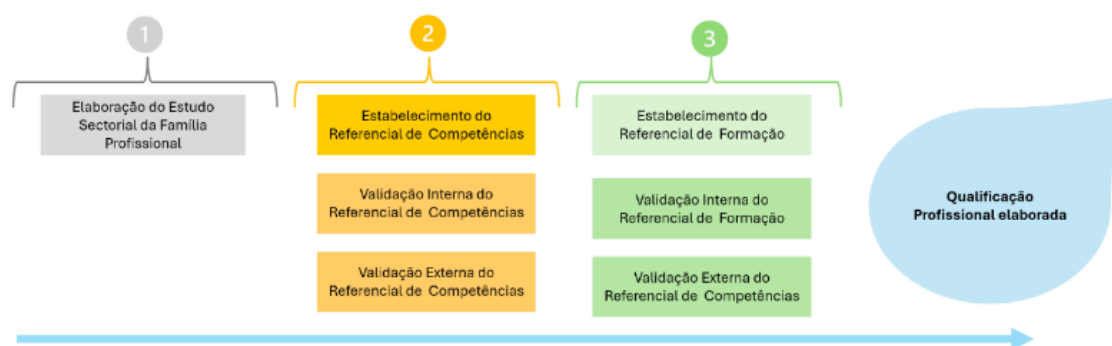 1
Elaboração do Estudo
Sectorial da Família
Profissional
2
Estabelecimento do
Referencial de Competências
Validação Interna do
Referencial de Competências
Validação Externa do
Referencial de Competências
3
Estabelecimento do
Referencial de Formação
Validação Interna do
Referencial de Formação
Validação Externa do
Referencial de Competências
Qualificação
Profissional elaborada